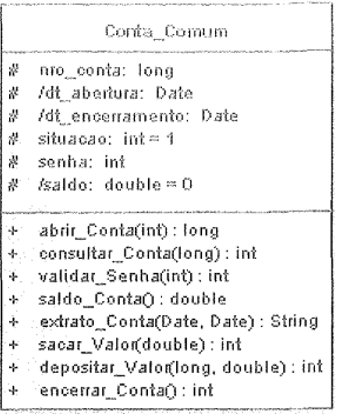 Conta_Comum
# nro_conta: long
# /dt_abertura: Date
# /dt_encerramento: Date
# situacao: int = 1
# senha: int
# /saldo: double = 0
+ abrir_Conta(int) : long
+ consultar_Conta(long) : int
+ validar_Senha(int) : int
+ saldo_Conta() : double
+ extrato_Conta(Date, Date) : String
+ sacar_Valor(double) : int
+ depositar_Valor(long, double) : int
+ encerrar_Conta() : int